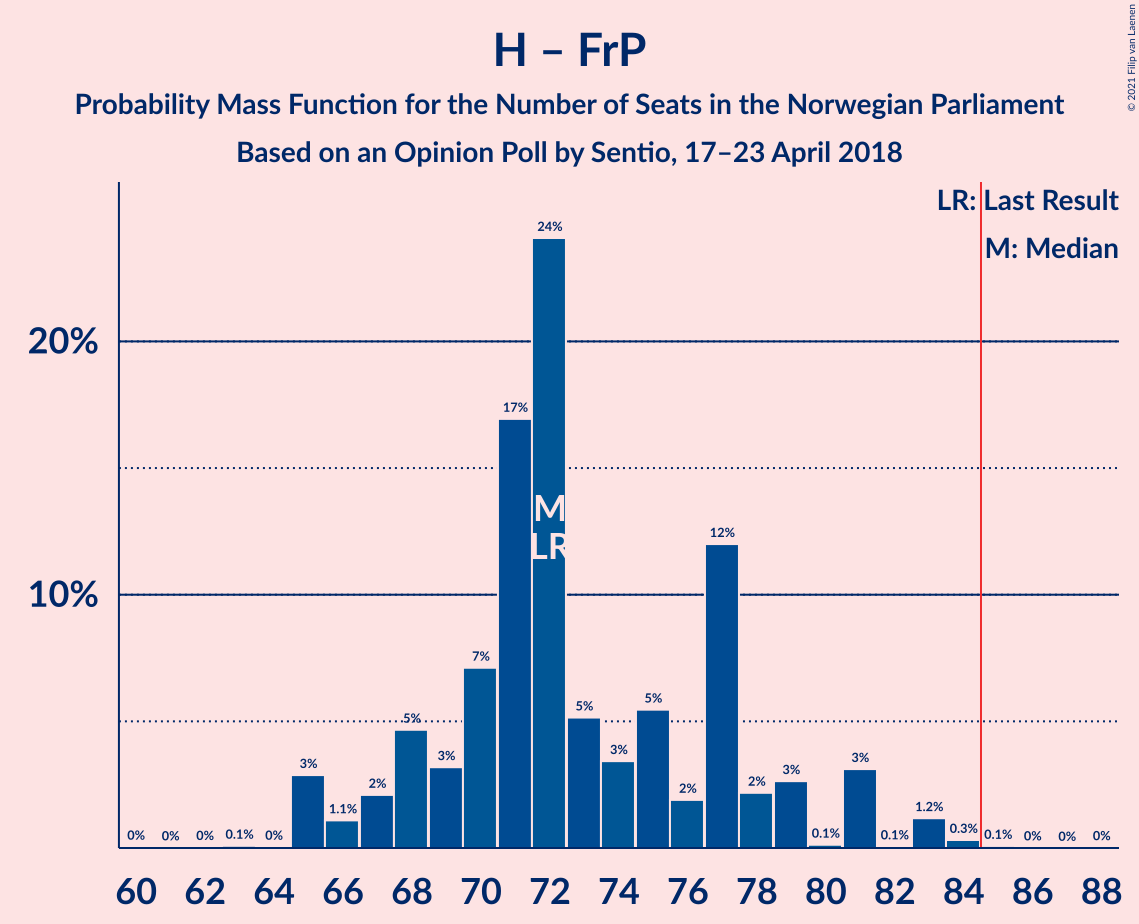 H – FrP
Probability Mass Function for the Number of Seats in the Norwegian Parliament
Based on an Opinion Poll by Sentio, 17–23 April 2018
© 2021 Filip van Laenen
LR: Last Result
M: Median
20%
10%
0% 0% 0% 0.1% 0% 3% 1.1% 2% 5% 3% 7% 17% 24% 5% 3% 5% 2% 12% 2% 3% 0.1% 3% 0.1% 1.2% 0.3% 0.1% 0% 0% 0%
M
LR
60 62 64 66 68 70 72 74 76 78 80 82 84 86 88